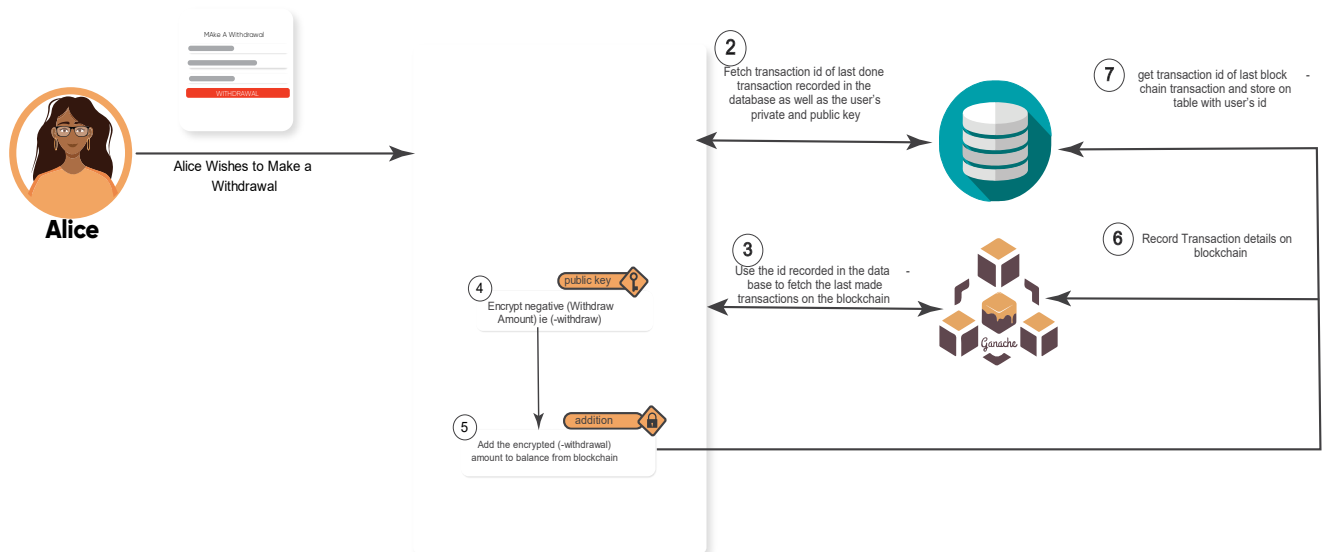 MAke A Withdrawal
WITHDRAWAL
Alice Wishes to Make a
Withdrawal
Alice
2
Fetch transaction id of last done
transaction recorded in the
database as well as the user's
private and public key
7
get transaction id of last block -
chain transaction and store on
table with user's id
3
Use the id recorded in the data -
base to fetch the last made
transactions on the blockchain
6
Record Transaction details on
blockchain
Ganache
4
public key
Encrypt negative (Withdraw
Amount) ie (-withdraw)
5
addition
Add the encrypted (-withdrawal)
amount to balance from blockchain